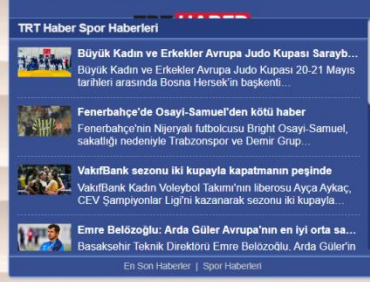 TRT HABER
TRT Haber Spor Haberleri
Büyük Kadın ve Erkekler Avrupa Judo Kupası Sarayb...
Büyük Kadın ve Erkekler Avrupa Judo Kupası 20-21 Mayıs
tarihleri arasında Bosna Hersek'in başkenti...
Fenerbahçe'de Osayi-Samuel'den kötü haber
Fenerbahçe'nin Nijeryalı futbolcusu Bright Osayi-Samuel,
sakatlığı nedeniyle Trabzonspor ve Demir Grup...
VakıfBank sezonu iki kupayla kapatmanın peşinde
VakıfBank Kadın Voleybol Takımı'nın liberosu Ayça Aykaç,
CEV Şampiyonlar Ligi'ni kazanarak sezonu iki kupayla...
Emre Belözoğlu: Arda Güler Avrupa'nın en iyi orta sa...
Başakşehir Teknik Direktörü Emre Belözoğlu, Arda Güler'in
En Son Haberler | Spor Haberleri